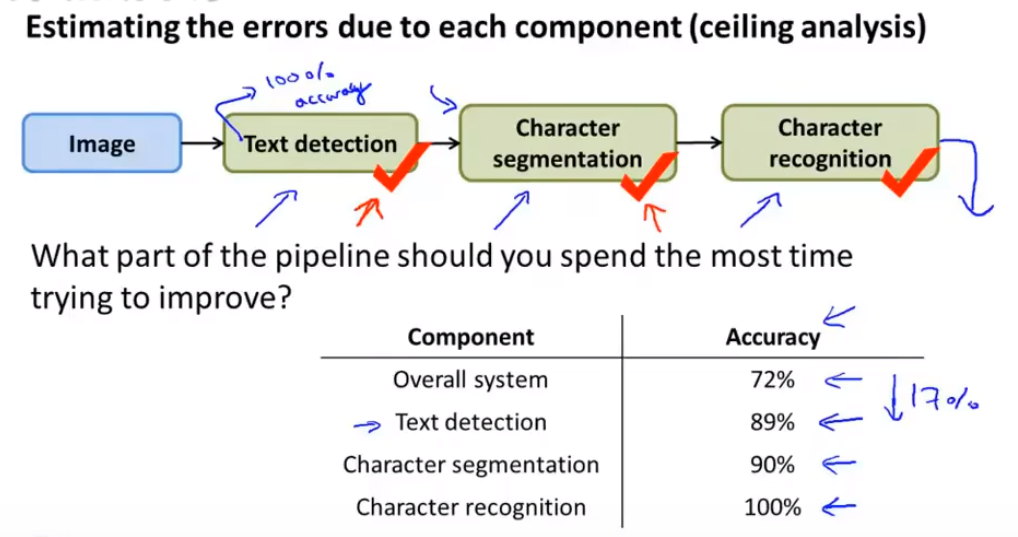 Estimating the errors due to each component (ceiling analysis)
100%
accuracy
Image
Text detection
Character
segmentation
Character
recognition
What part of the pipeline should you spend the most time
trying to improve?
Component Accuracy
Overall system 72%
17%
Text detection 89%
Character segmentation 90%
Character recognition 100%